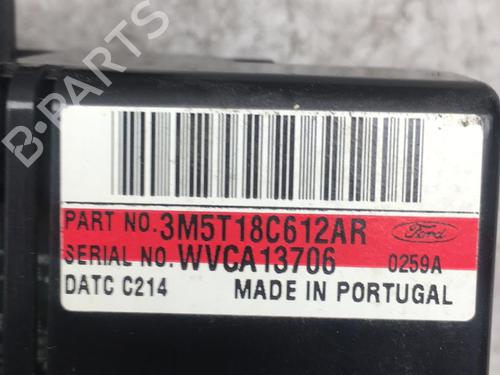 B-PARTS
PART NO. 3M5T18C612AR Ford
SERIAL NO. WVCA13706 0259A
DATC C214 MADE IN PORTUGAL